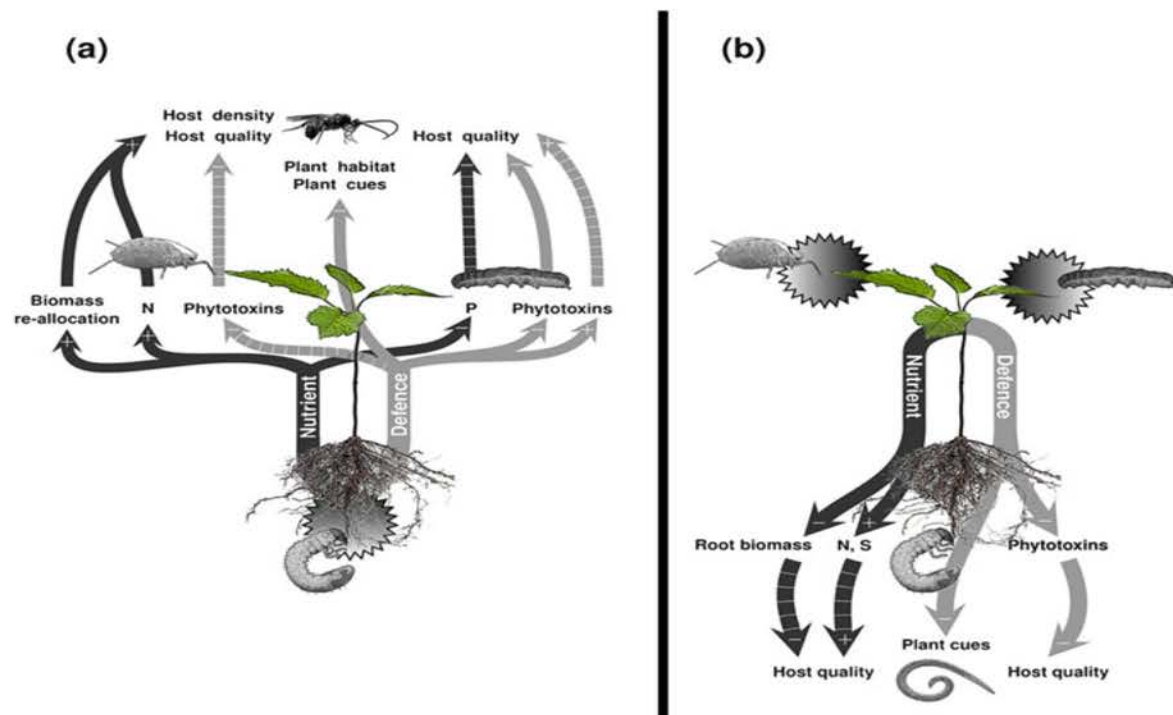 (a)
Host density
Host quality
Host quality
Plant habitat
Plant cues
Biomass
re-allocation
N
Phytotoxins
P
Phytotoxins
Nutrient
Defence
(b)
Nutrient
Defence
Root biomass
N, S
Phytotoxins
Plant cues
Host quality
Host quality